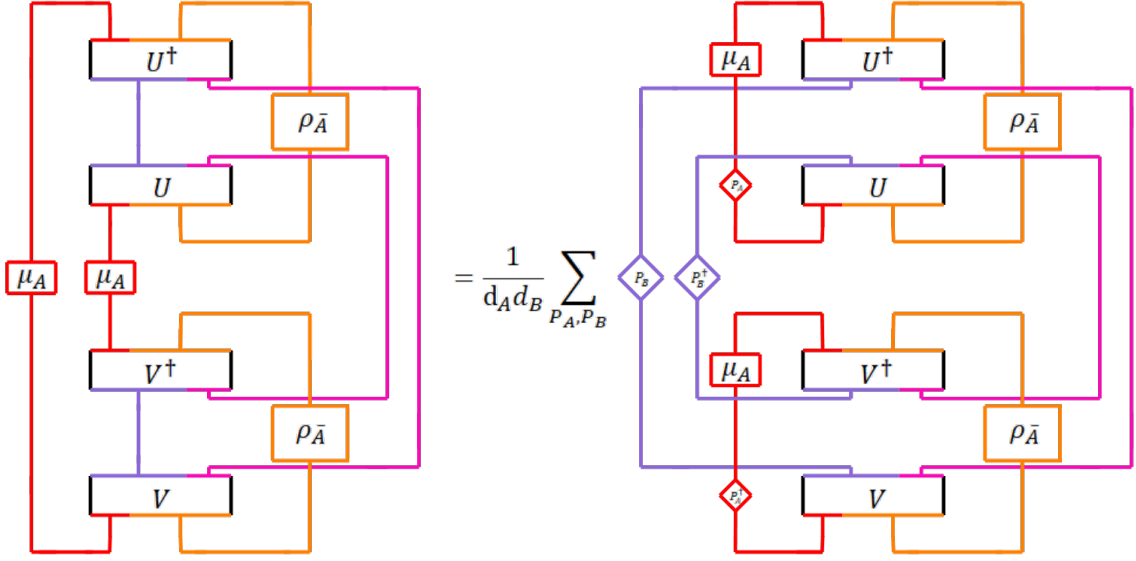 U†
ρ_Ā
U
μ_A μ_A
V†
ρ_Ā
V
= 1/(d_A d_B) ∑_{P_A, P_B}
U†
μ_A
ρ_Ā
P_A
U
P_B P_B†
V†
μ_A
ρ_Ā
P_A†
V